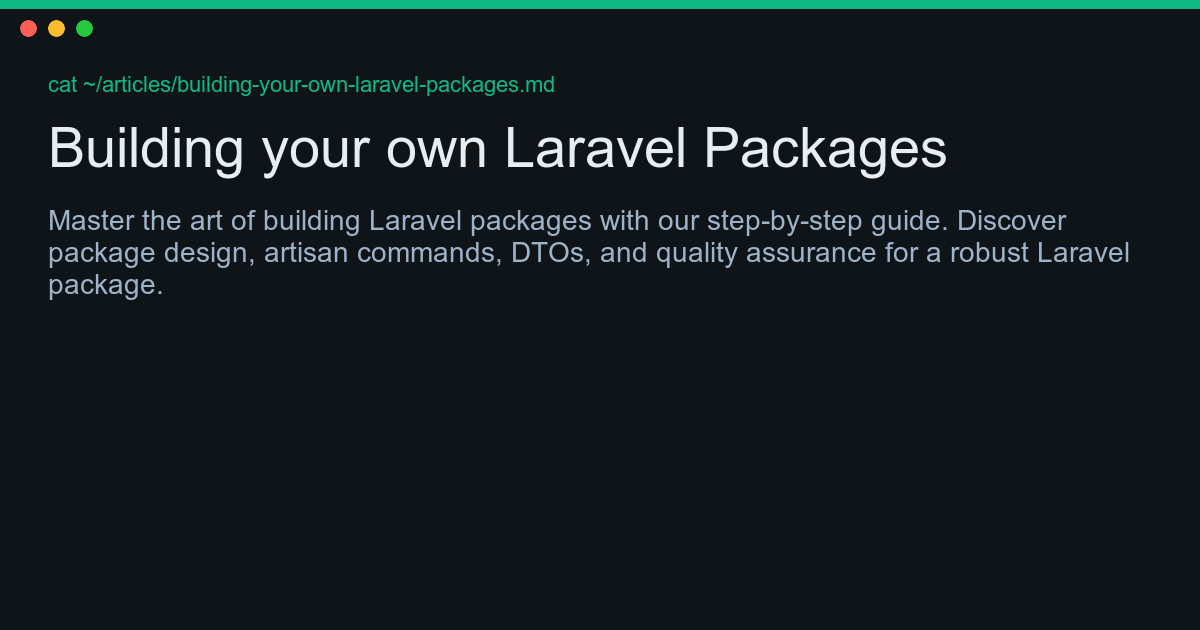 cat ~/articles/building-your-own-laravel-packages.md
Building your own Laravel Packages
Master the art of building Laravel packages with our step-by-step guide. Discover
package design, artisan commands, DTOs, and quality assurance for a robust Laravel
package.